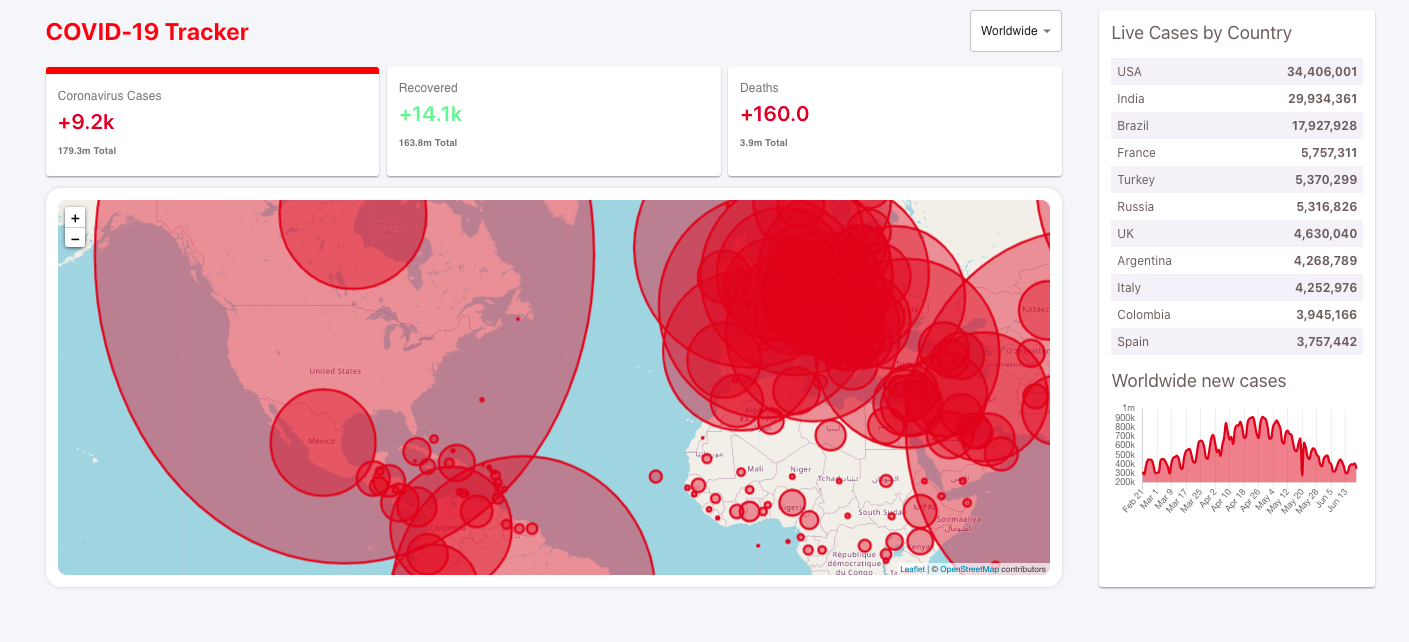 COVID-19 Tracker
Worldwide
Coronavirus Cases
+9.2k
179.3m Total
Recovered
+14.1k
163.8m Total
Deaths
+160.0
3.9m Total
+
−
United States
México
Mali
Niger
South Suda
République
démocratique
du Congo
Soomaaliya
الصومال
Leaflet | © OpenStreetMap contributors
Live Cases by Country
USA 34,406,001
India 29,934,361
Brazil 17,927,928
France 5,757,311
Turkey 5,370,299
Russia 5,316,826
UK 4,630,040
Argentina 4,268,789
Italy 4,252,976
Colombia 3,945,166
Spain 3,757,442
Worldwide new cases
1m
900k
800k
700k
600k
500k
400k
300k
200k
Feb 21
Mar 1
Mar 9
Mar 17
Mar 25
Apr 2
Apr 10
Apr 18
Apr 26
May 4
May 12
May 20
May 28
Jun 5
Jun 13